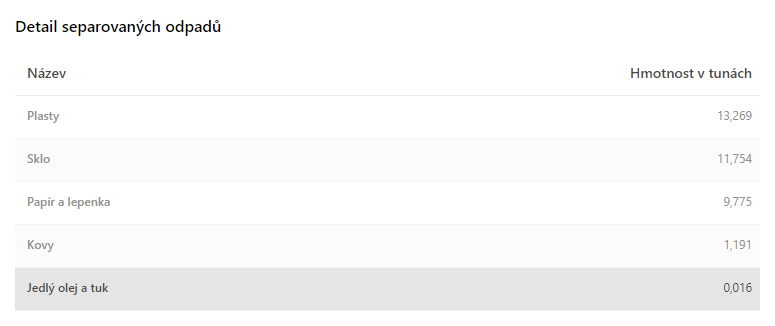 Detail separovaných odpadů
Název Hmotnost v tunách
Plasty 13,269
Sklo 11,754
Papír a lepenka 9,775
Kovy 1,191
Jedlý olej a tuk 0,016